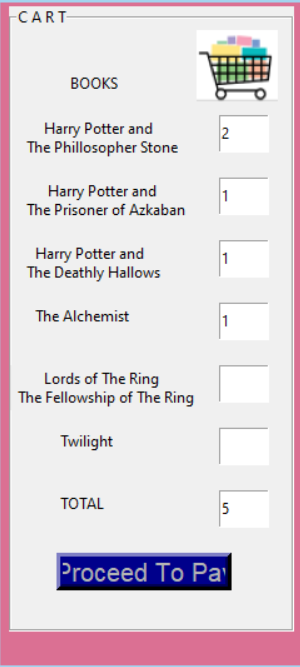 CART
BOOKS
Harry Potter and
The Phillosopher Stone
2
Harry Potter and
The Prisoner of Azkaban
1
Harry Potter and
The Deathly Hallows
1
The Alchemist
1
Lords of The Ring
The Fellowship of The Ring
Twilight
TOTAL
5
Proceed To Pay